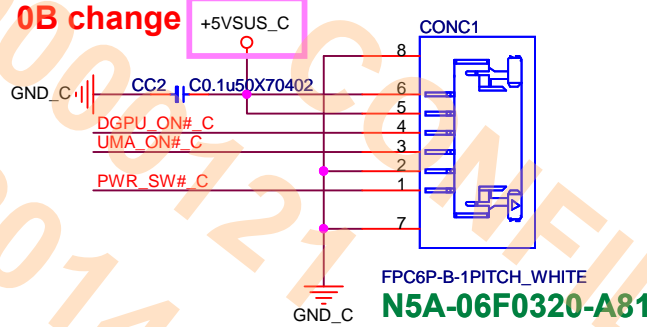 0B change
+5VSUS_C
CONC1
8
GND_C
CC2
C0.1u50X70402
6
5
DGPU_ON#_C
4
UMA_ON#_C
3
2
PWR_SW#_C
1
7
FPC6P-B-1PITCH_WHITE
GND_C
N5A-06F0320-A81